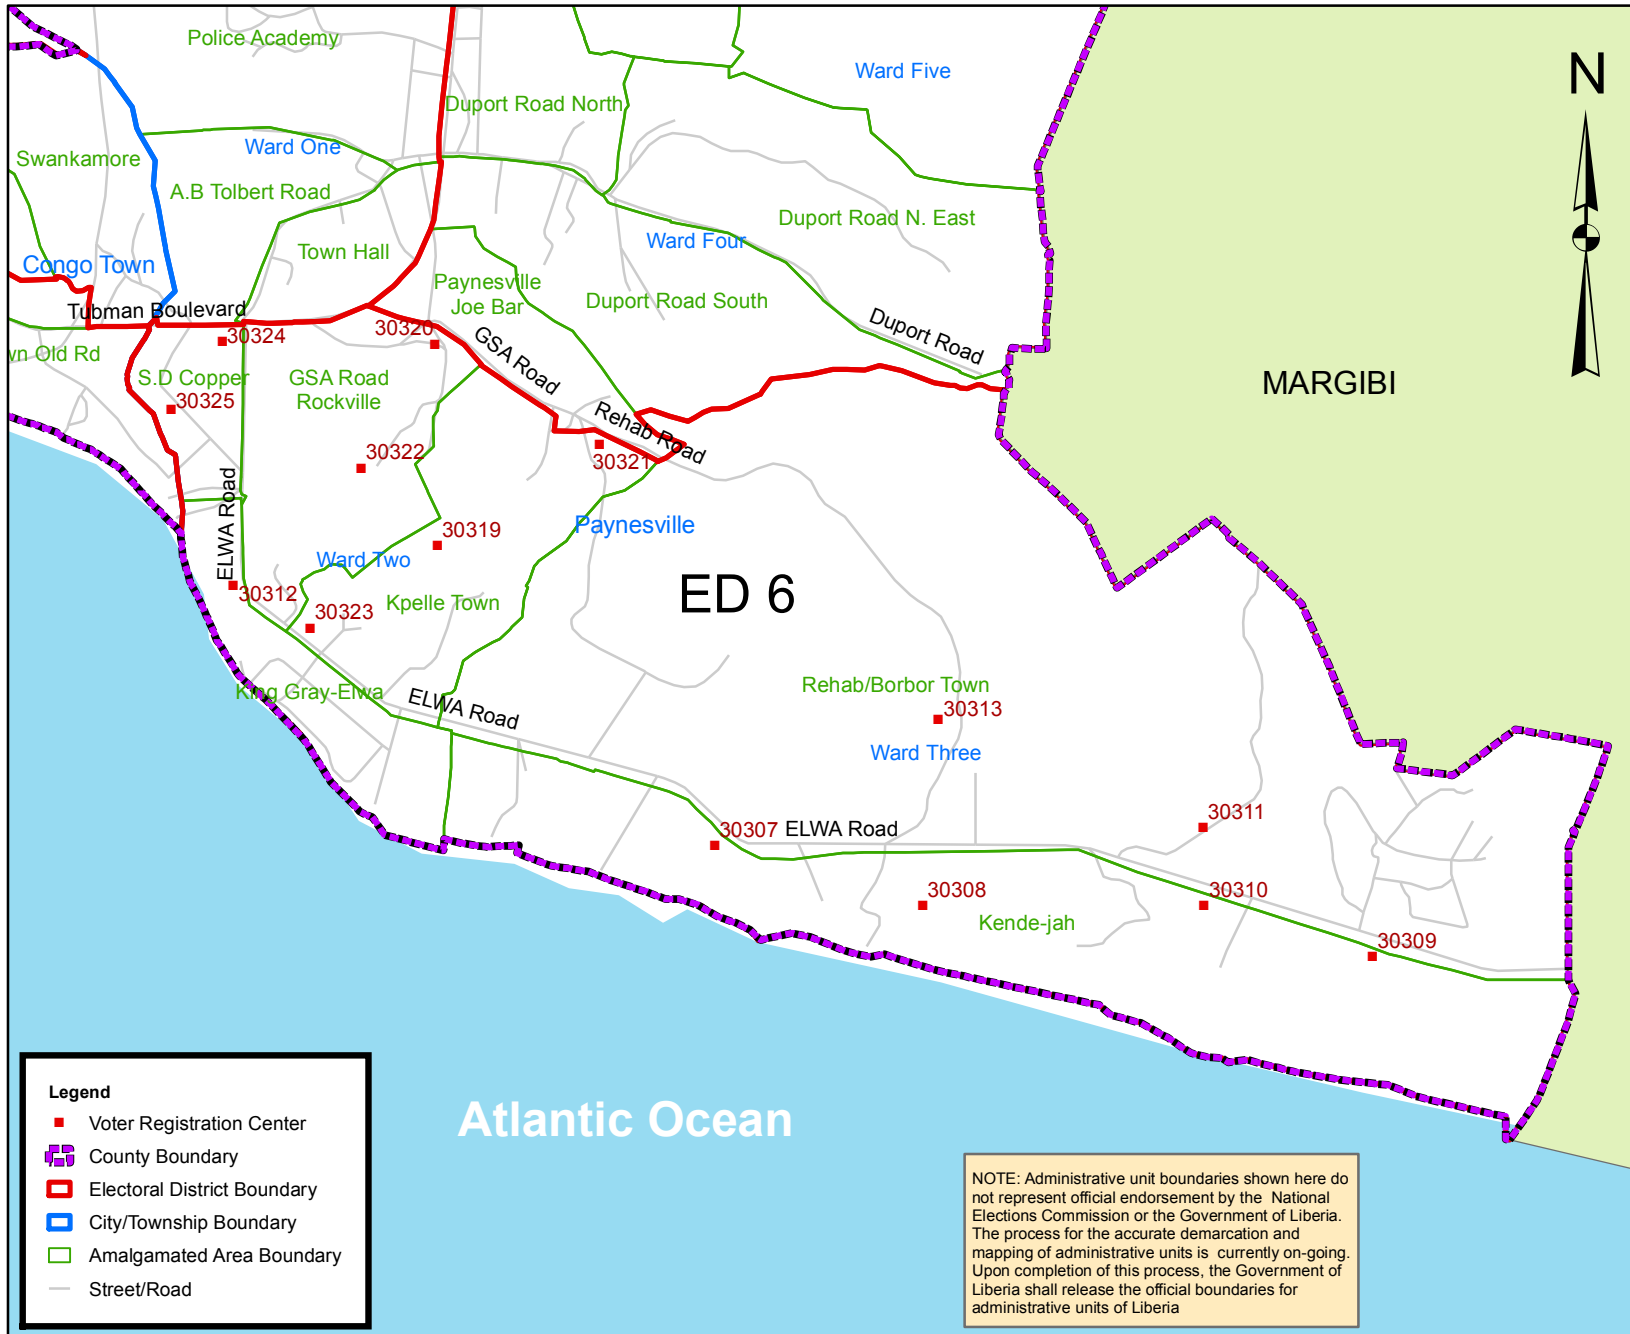 Police Academy
Ward Five
N
Duport Road North
Ward One
Swankamore
A.B Tolbert Road
Duport Road N. East
Ward Four
Town Hall
Congo Town
Paynesville
Joe Bar
Duport Road South
Tubman Boulevard
Duport Road
30320
30324
GSA Road
wn Old Rd
S.D Copper
GSA Road
Rockville
MARGIBI
30325
Rehab Road
30322
30321
ELWA Road
Paynesville
30319
Ward Two
30312
ED 6
Kpelle Town
30323
King Gray-Elwa
Rehab/Borbor Town
ELWA Road
30313
Ward Three
30311
30307
ELWA Road
30308
30310
Kende-jah
30309
Atlantic Ocean
Legend
Voter Registration Center
County Boundary
Electoral District Boundary
City/Township Boundary
Amalgamated Area Boundary
Street/Road
NOTE: Administrative unit boundaries shown here do
not represent official endorsement by the National
Elections Commission or the Government of Liberia.
The process for the accurate demarcation and
mapping of administrative units is currently on-going.
Upon completion of this process, the Government of
Liberia shall release the official boundaries for
administrative units of Liberia